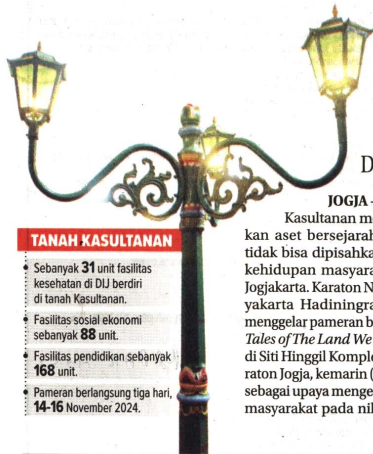 TANAH KASULTANAN
Sebanyak 31 unit fasilitas
kesehatan di DIJ berdiri
di tanah Kasultanan.
Fasilitas sosial ekonomi
sebanyak 88 unit.
Fasilitas pendidikan sebanyak
168 unit.
Pameran berlangsung tiga hari,
14-16 November 2024.
D
JOGJA -
Kasultanan me
kan aset bersejarah
tidak bisa dipisahka
kehidupan masyara
Jogjakarta. Karaton N
yakarta Hadiningra
menggelar pameran b
Tales of The Land We
di Siti Hinggil Komple
raton Jogja, kemarin (
sebagai upaya menge
masyarakat pada nil